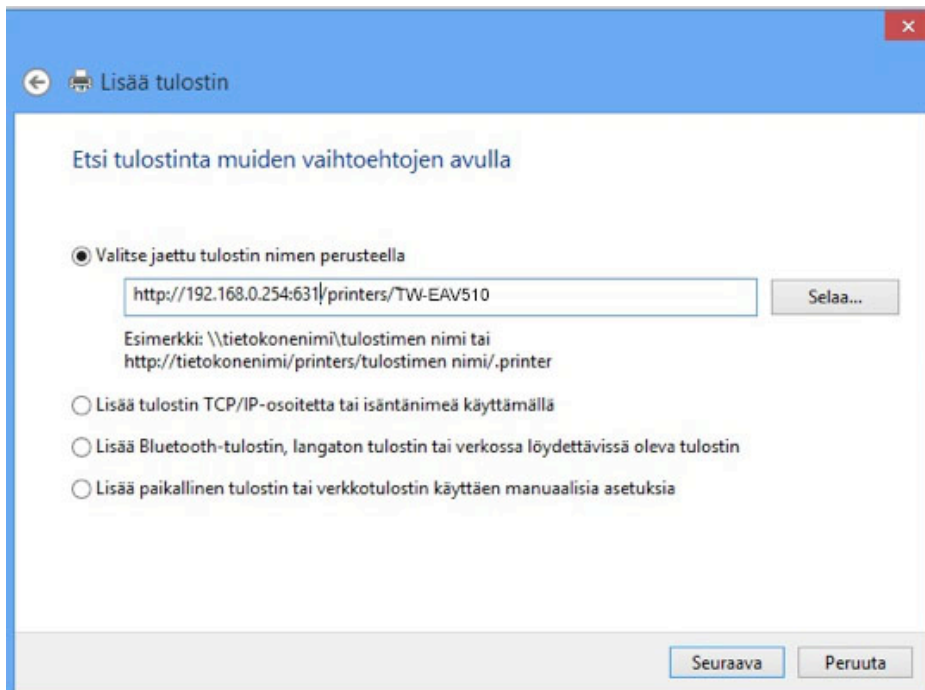 Lisää tulostin
Etsi tulostinta muiden vaihtoehtojen avulla
Valitse jaettu tulostin nimen perusteella
http://192.168.0.254:631/printers/TW-EAV510
Selaa...
Esimerkki: \\tietokonenimi\tulostimen nimi tai
http://tietokonenimi/printers/tulostimen nimi/.printer
Lisää tulostin TCP/IP-osoitetta tai isäntänimeä käyttämällä
Lisää Bluetooth-tulostin, langaton tulostin tai verkossa löydettävissä oleva tulostin
Lisää paikallinen tulostin tai verkkotulostin käyttäen manuaalisia asetuksia
Seuraava
Peruuta